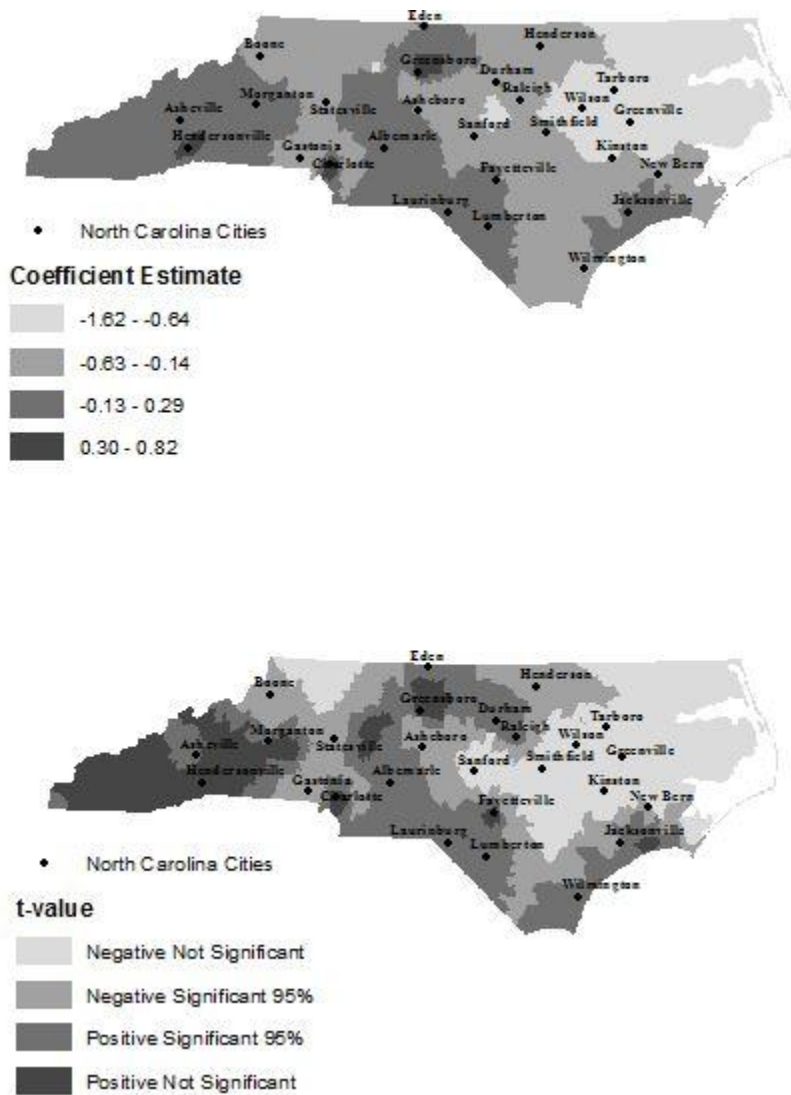 Eden
Boone
Henderson
Greensboro
Durham
Raleigh
Tarboro
Morganton
Statesville
Asheboro
Wilson
Asheville
Greenville
Sanford
Smithfield
Hendersonville
Albemarle
Gastonia
Charlotte
Kinston
New Bern
Fayetteville
Laurinburg
Lumberton
Jacksonville
North Carolina Cities
Wilmington
Coefficient Estimate
-1.62 - -0.64
-0.63 - -0.14
-0.13 - 0.29
0.30 - 0.82
Eden
Boone
Henderson
Greensboro
Durham
Raleigh
Tarboro
Morganton
Statesville
Asheboro
Wilson
Asheville
Greenville
Sanford
Smithfield
Hendersonville
Albemarle
Gastonia
Charlotte
Kinston
New Bern
Fayetteville
Laurinburg
Lumberton
Jacksonville
North Carolina Cities
Wilmington
t-value
Negative Not Significant
Negative Significant 95%
Positive Significant 95%
Positive Not Significant